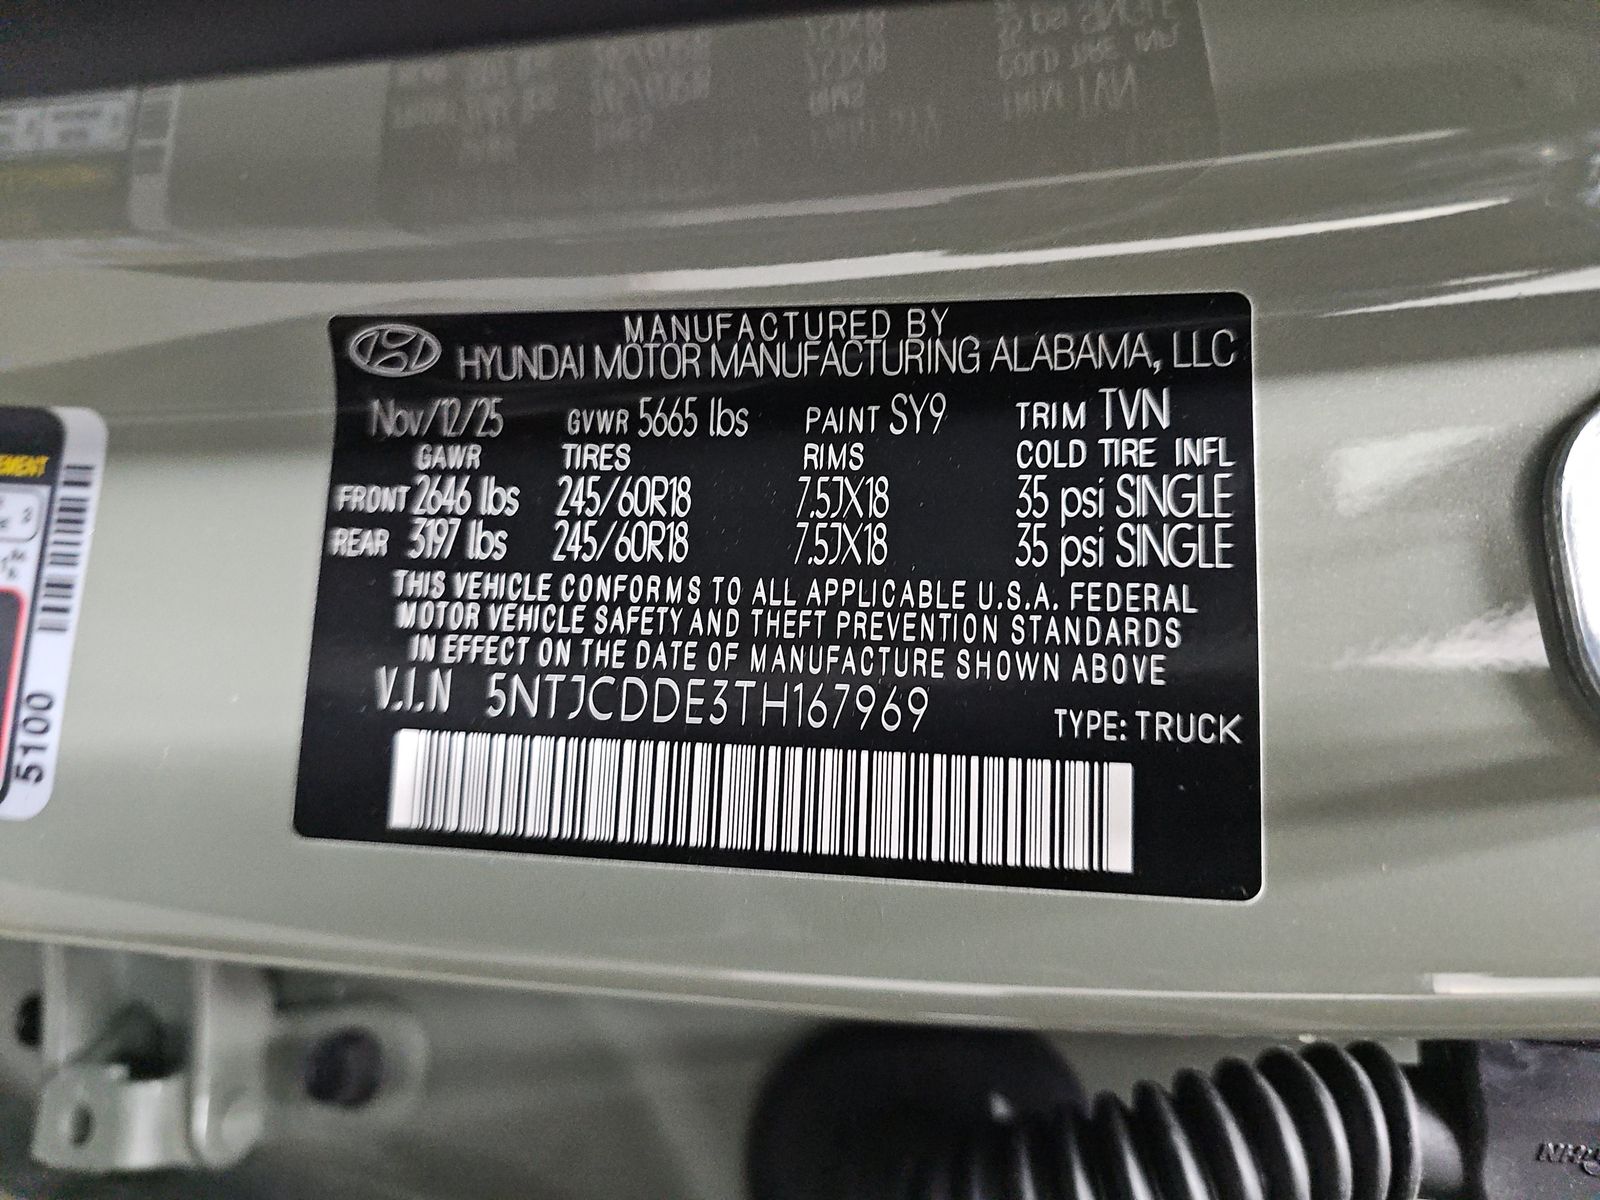 MANUFACTURED BY
HYUNDAI MOTOR MANUFACTURING ALABAMA, LLC
Nov/12/25 GVWR 5665 lbs PAINT SY9 TRIM TVN
GAWR TIRES RIMS COLD TIRE INFL
FRONT 2646 lbs 245/60R18 7.5JX18 35 psi SINGLE
REAR 3197 lbs 245/60R18 7.5JX18 35 psi SINGLE
THIS VEHICLE CONFORMS TO ALL APPLICABLE U.S.A. FEDERAL
MOTOR VEHICLE SAFETY AND THEFT PREVENTION STANDARDS
IN EFFECT ON THE DATE OF MANUFACTURE SHOWN ABOVE
V.I.N 5NTJCDDE3TH167969
TYPE: TRUCK
5100